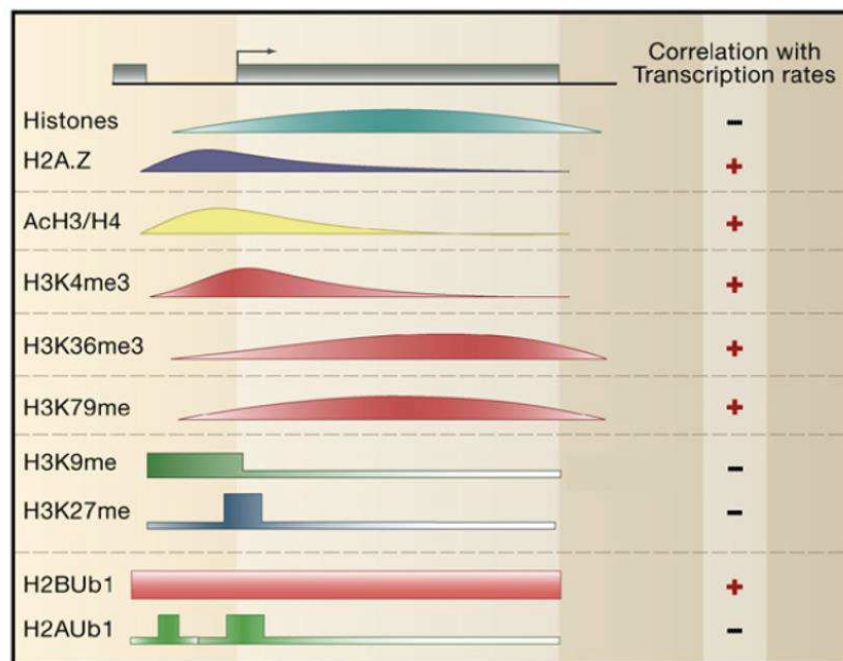 Correlation with
Transcription rates
Histones -
H2A.Z +
AcH3/H4 +
H3K4me3 +
H3K36me3 +
H3K79me +
H3K9me -
H3K27me -
H2BUb1 +
H2AUb1 -